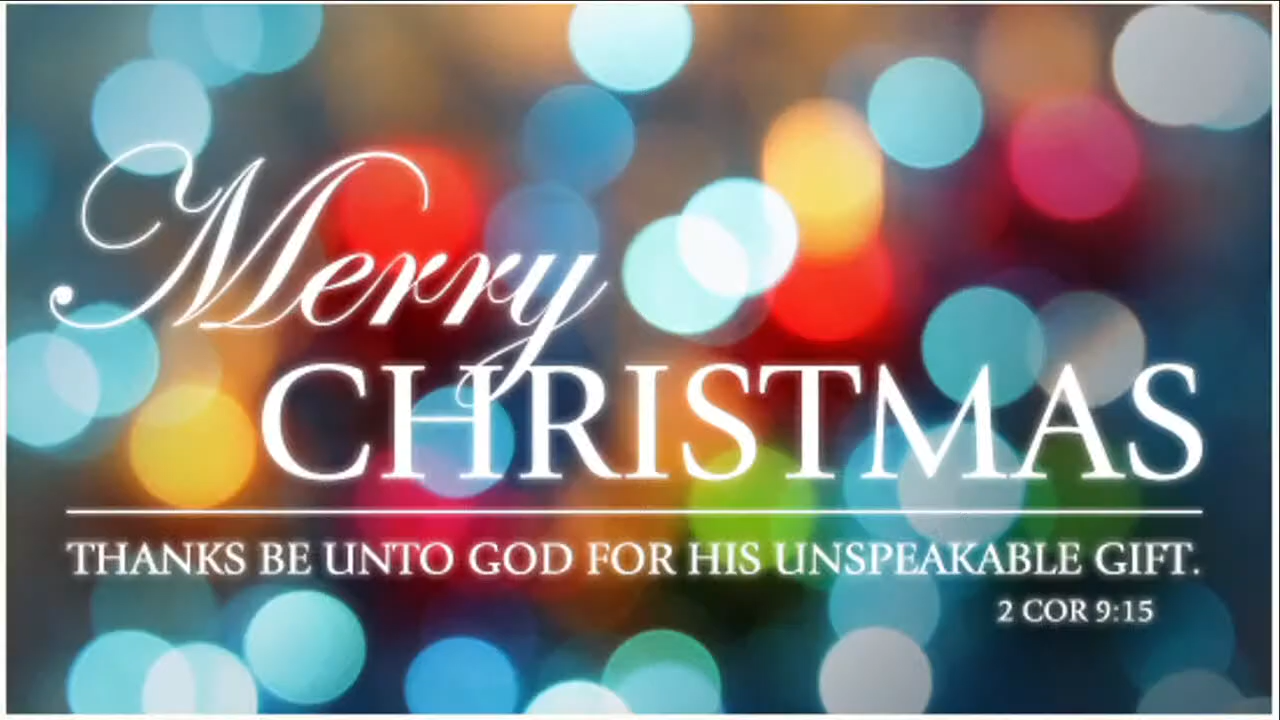 Merry
CHRISTMAS
THANKS BE UNTO GOD FOR HIS UNSPEAKABLE GIFT.
2 COR 9:15